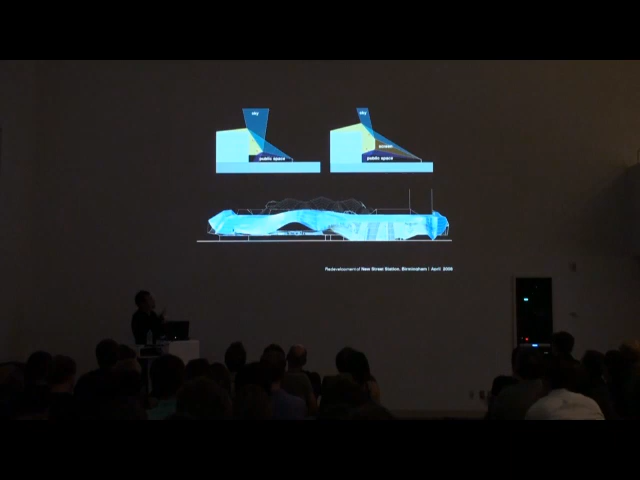 sky
public space
sky
screen
public space
Redevelopment of New Street Station, Birmingham | April 2008